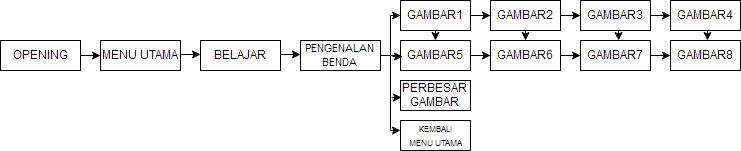 GAMBAR1
GAMBAR2
GAMBAR3
GAMBAR4
OPENING
MENU UTAMA
BELAJAR
PENGENALAN
BENDA
GAMBAR5
GAMBAR6
GAMBAR7
GAMBAR8
PERBESAR
GAMBAR
KEMBALI
MENU UTAMA